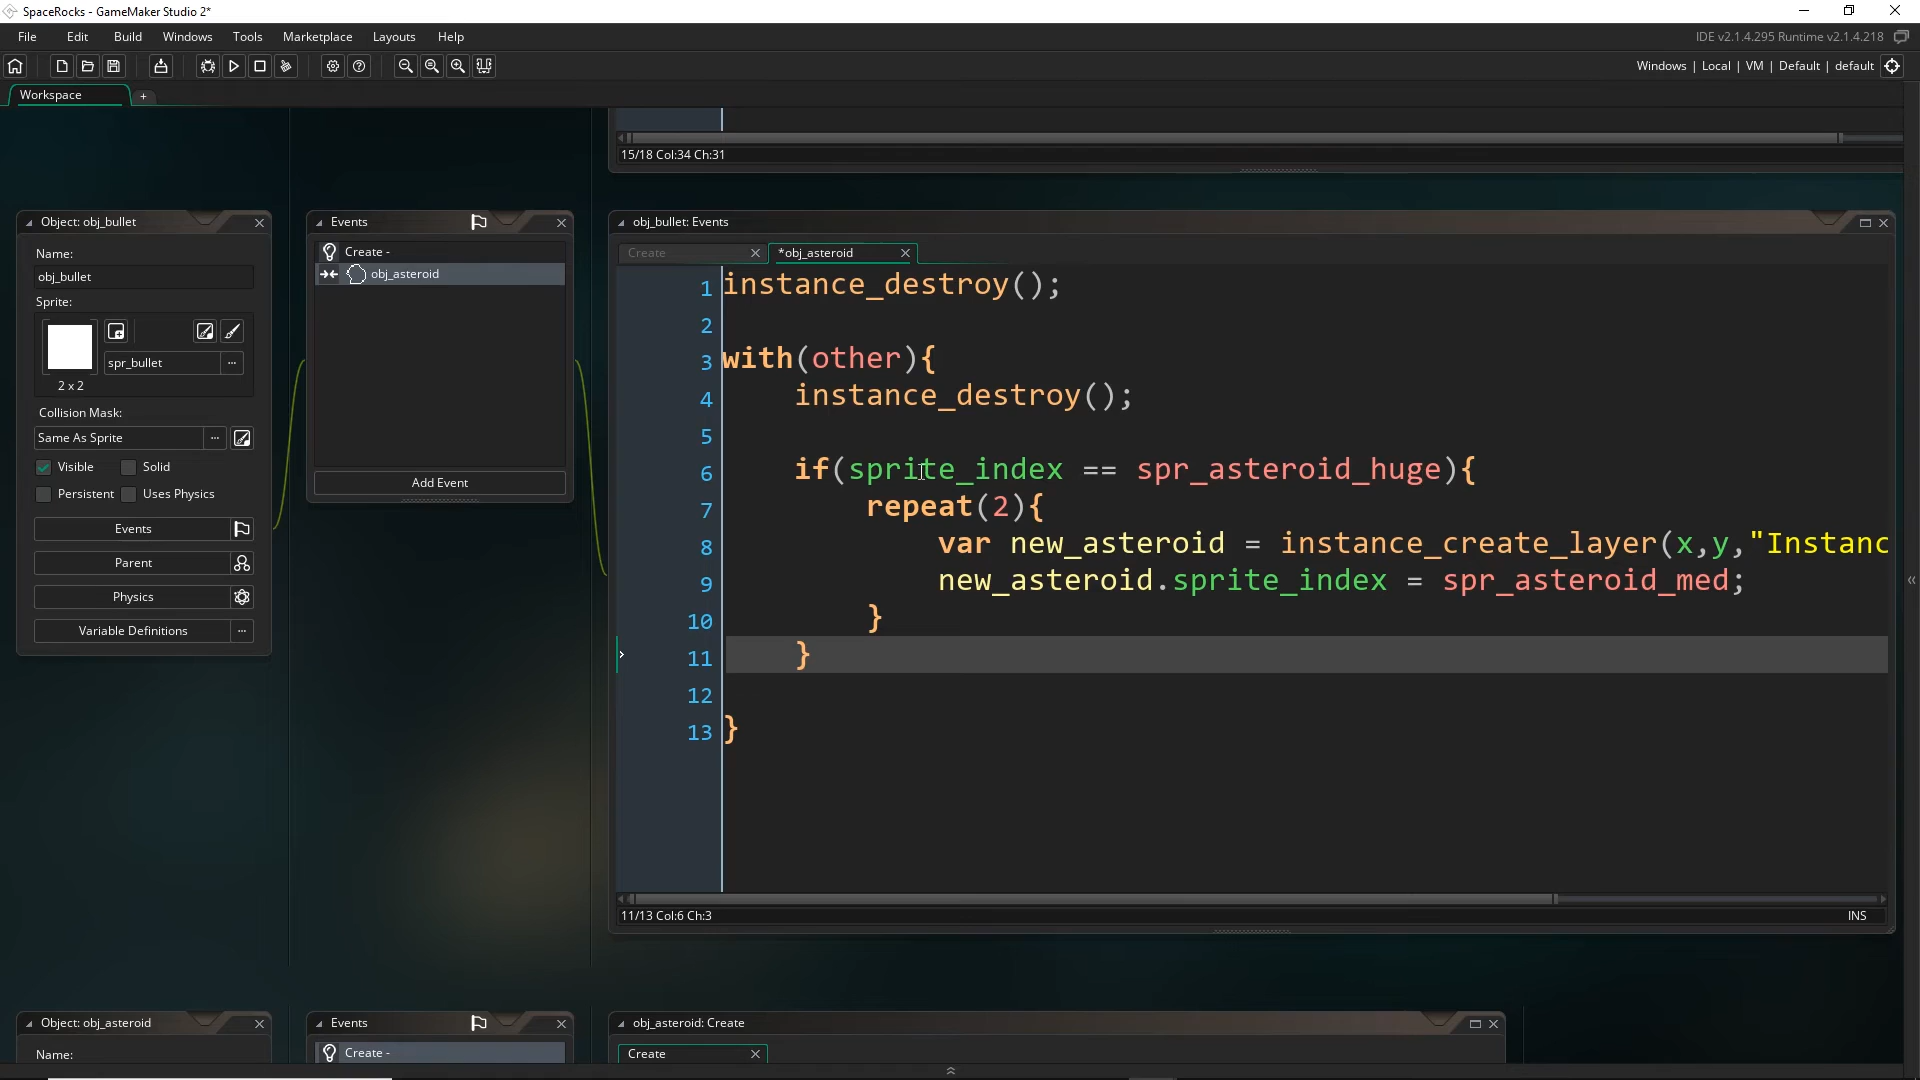 SpaceRocks - GameMaker Studio 2*
File Edit Build Windows Tools Marketplace Layouts Help
IDE v2.1.4.295 Runtime v2.1.4.218
Windows | Local | VM | Default | default
Workspace +
15/18 Col:34 Ch:31
Object: obj_bullet
Name:
obj_bullet
Sprite:
spr_bullet ...
2 x 2
Collision Mask:
Same As Sprite ...
Visible Solid
Persistent Uses Physics
Events
Parent
Physics
Variable Definitions ...
Events
Create -
obj_asteroid
Add Event
obj_bullet: Events
Create *obj_asteroid
1 instance_destroy();
2
3 with(other){
4 instance_destroy();
5
6 if(sprite_index == spr_asteroid_huge){
7 repeat(2){
8 var new_asteroid = instance_create_layer(x,y,"Instanc
9 new_asteroid.sprite_index = spr_asteroid_med;
10 }
11 }
12
13 }
11/13 Col:6 Ch:3
INS
Object: obj_asteroid
Name:
Events
Create -
obj_asteroid: Create
Create